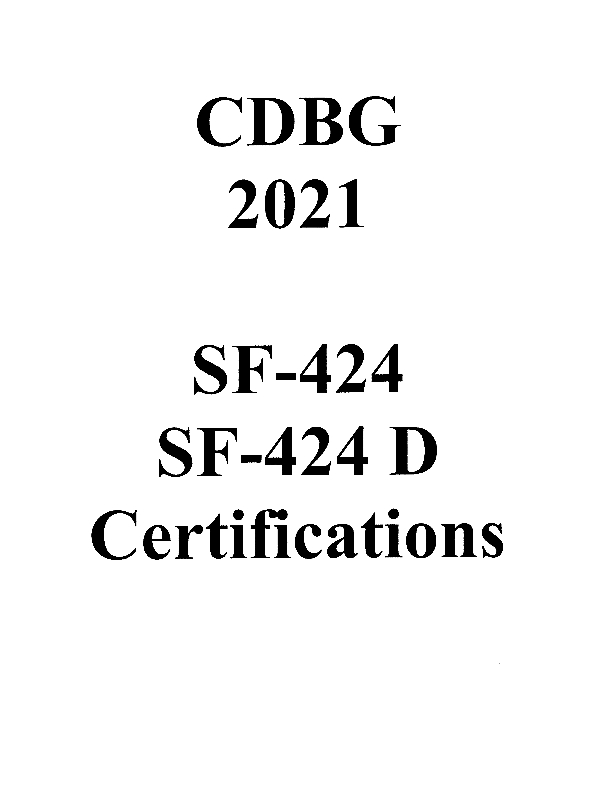 CDBG
2021
SF-424
SF-424 D
Certifications